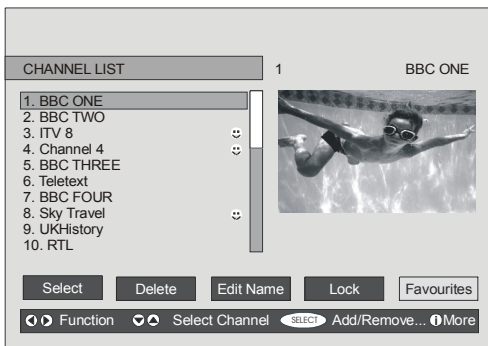 CHANNEL LIST
1 BBC ONE
1. BBC ONE
2. BBC TWO
3. ITV 8
4. Channel 4
5. BBC THREE
6. Teletext
7. BBC FOUR
8. Sky Travel
9. UKHistory
10. RTL
Select Delete Edit Name Lock Favourites
Function Select Channel SELECT Add/Remove... i More